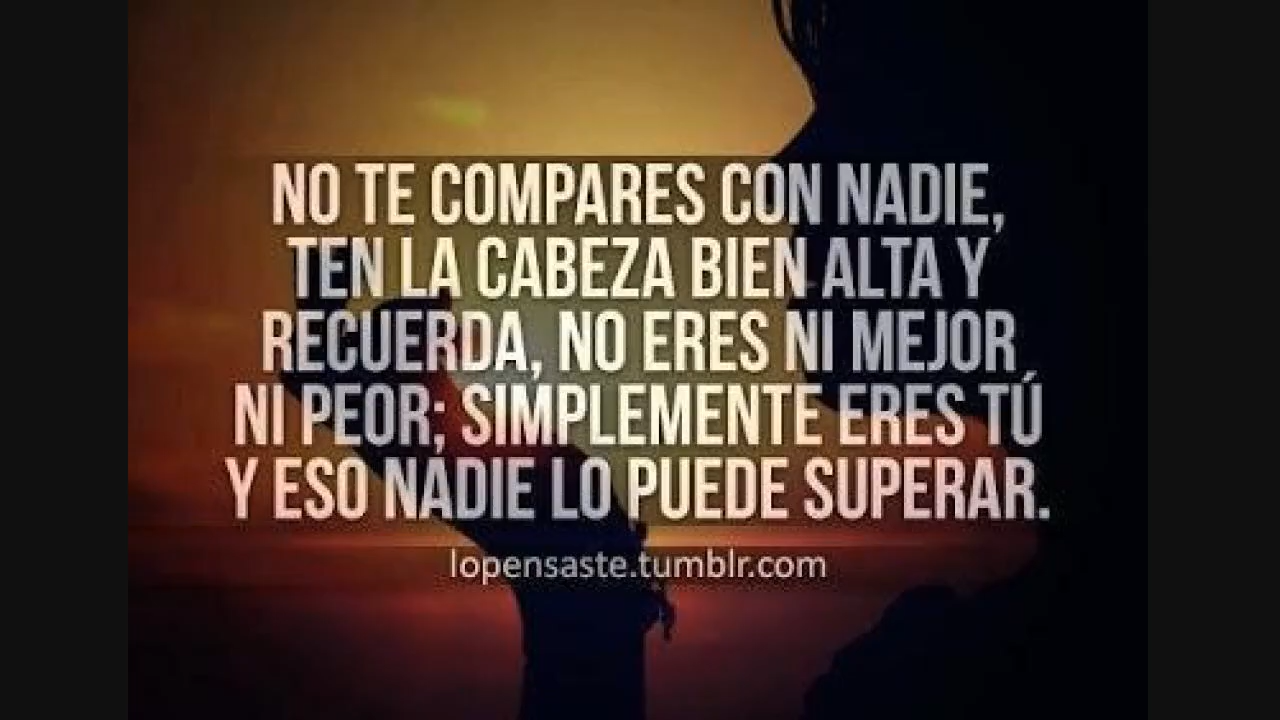 NO TE COMPARES CON NADIE,
TEN LA CABEZA BIEN ALTA Y
RECUERDA, NO ERES NI MEJOR
NI PEOR; SIMPLEMENTE ERES TÚ
Y ESO NADIE LO PUEDE SUPERAR.
lopensaste.tumblr.com